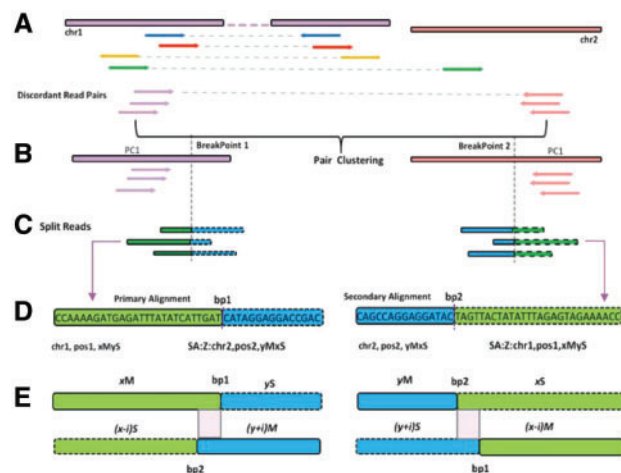 A
chr1
chr2
Discordant Read Pairs
Pair Clustering
B
PC1
BreakPoint 1
BreakPoint 2
PC1
C
Split Reads
D
Primary Alignment
bp1
CCAAAAGATGAGATTTATATCATTGAT CATAGGAGGACCGAC
chr1, pos1, xMyS
SA:Z:chr2,pos2,yMxS
Secondary Alignment
bp2
CAGCCAGGAGGATAC TAGTTACTATATTTAGAGTAGAAAACC
chr2, pos2, yMxS
SA:Z:chr1,pos1,xMyS
E
xM
bp1
yS
(x-i)S
(y+i)M
bp2
yM
bp2
xS
(y+i)S
(x-i)M
bp1